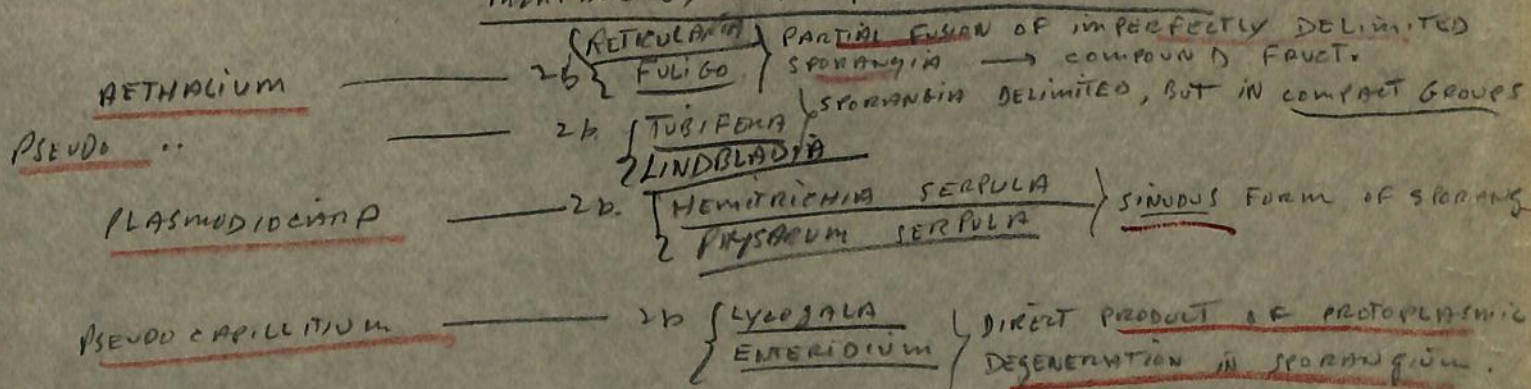 RETICULARIA PARTIAL FUSION OF IMPERFECTLY DELIMITED
AETHALIUM 2b FULIGO SPORANGIA → COMPOUND FRUCT.
PSEUDO .. 2b. TUBIFERA SPORANGIA DELIMITED, BUT IN COMPACT GROUPS
LINDBLADIA
PLASMODIOCARP 2b. HEMITRICHIA SERPULA SINUOUS FORM OF SPORANG
PHYSARUM SERPULA
PSEUDOCAPILLITIUM 2b LYCOGALA DIRECT PRODUCT OF PROTOPLASMIC
ENTERIDIUM DEGENERATION IN SPORANGIUM.